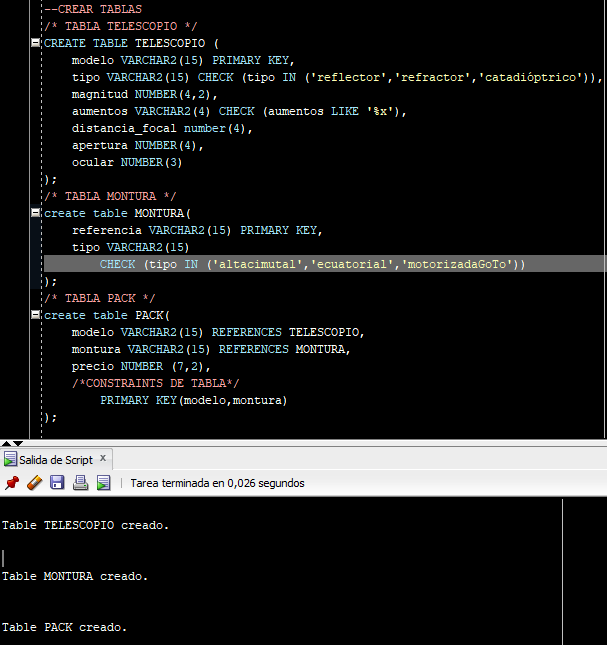 --CREAR TABLAS
/* TABLA TELESCOPIO */
CREATE TABLE TELESCOPIO (
modelo VARCHAR2(15) PRIMARY KEY,
tipo VARCHAR2(15) CHECK (tipo IN ('reflector','refractor','catadióptrico')),
magnitud NUMBER(4,2),
aumentos VARCHAR2(4) CHECK (aumentos LIKE '%x'),
distancia_focal number(4),
apertura NUMBER(4),
ocular NUMBER(3)
);
/* TABLA MONTURA */
create table MONTURA(
referencia VARCHAR2(15) PRIMARY KEY,
tipo VARCHAR2(15)
CHECK (tipo IN ('altacimutal','ecuatorial','motorizadaGoTo'))
);
/* TABLA PACK */
create table PACK(
modelo VARCHAR2(15) REFERENCES TELESCOPIO,
montura VARCHAR2(15) REFERENCES MONTURA,
precio NUMBER (7,2),
/*CONSTRAINTS DE TABLA*/
PRIMARY KEY(modelo,montura)
);
Salida de Script x
Tarea terminada en 0,026 segundos
Table TELESCOPIO creado.
Table MONTURA creado.
Table PACK creado.